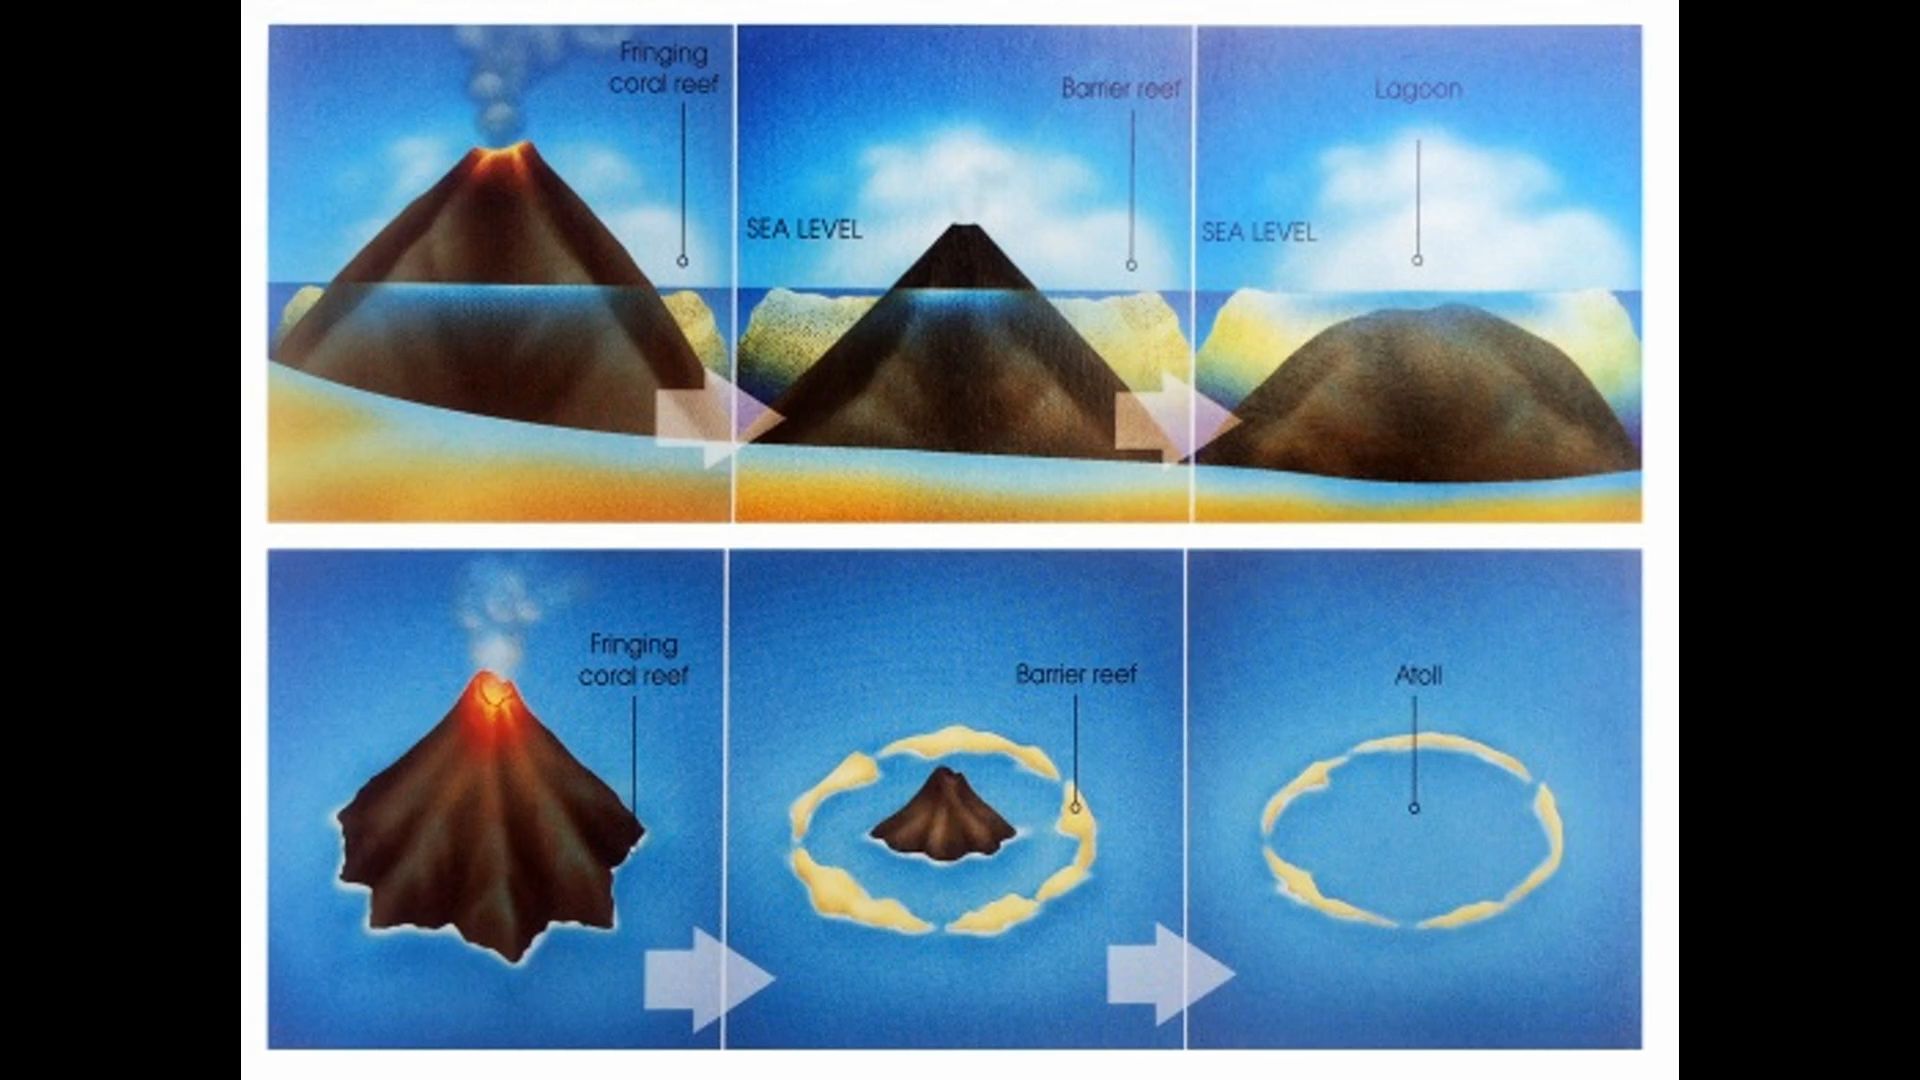 Fringing
coral reef
Barrier reef
Lagoon
SEA LEVEL
SEA LEVEL
Fringing
coral reef
Barrier reef
Atoll